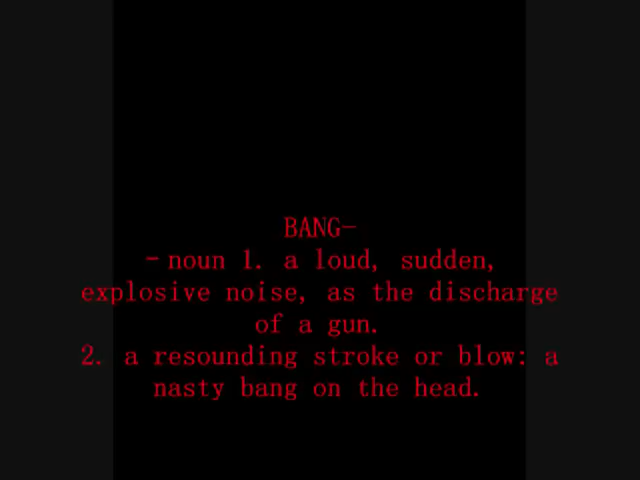 BANG-
-noun 1. a loud, sudden,
explosive noise, as the discharge
of a gun.
2. a resounding stroke or blow: a
nasty bang on the head.